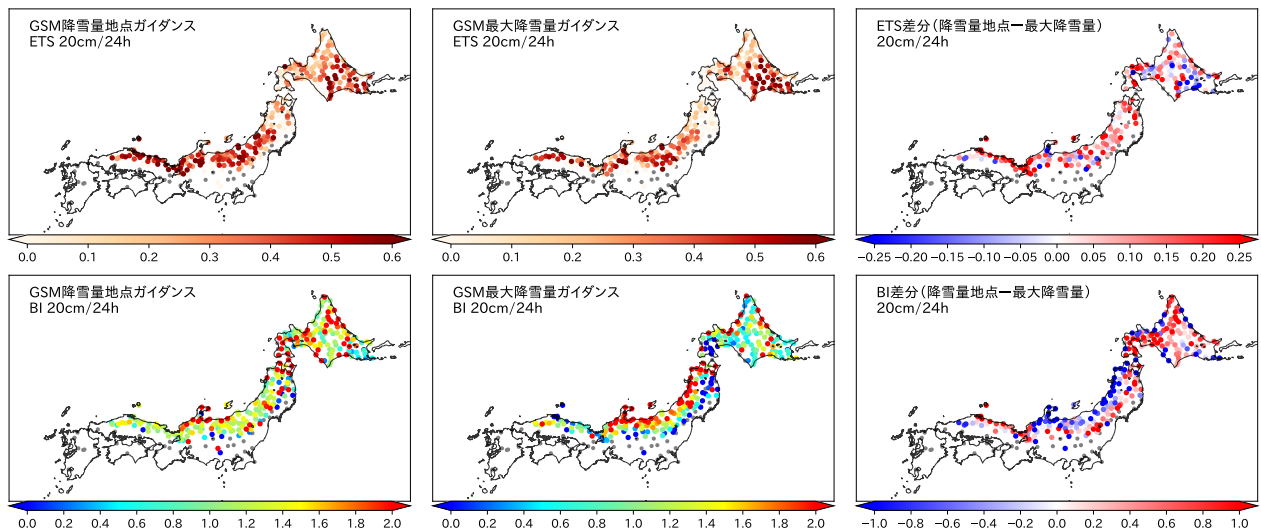 GSM降雪量地点ガイダンス
ETS 20cm/24h
0.0 0.1 0.2 0.3 0.4 0.5 0.6
GSM最大降雪量ガイダンス
ETS 20cm/24h
0.0 0.1 0.2 0.3 0.4 0.5 0.6
ETS差分(降雪量地点ー最大降雪量)
20cm/24h
−0.25 −0.20 −0.15 −0.10 −0.05 0.00 0.05 0.10 0.15 0.20 0.25
GSM降雪量地点ガイダンス
BI 20cm/24h
0.0 0.2 0.4 0.6 0.8 1.0 1.2 1.4 1.6 1.8 2.0
GSM最大降雪量ガイダンス
BI 20cm/24h
0.0 0.2 0.4 0.6 0.8 1.0 1.2 1.4 1.6 1.8 2.0
BI差分(降雪量地点ー最大降雪量)
20cm/24h
−1.0 −0.8 −0.6 −0.4 −0.2 0.0 0.2 0.4 0.6 0.8 1.0